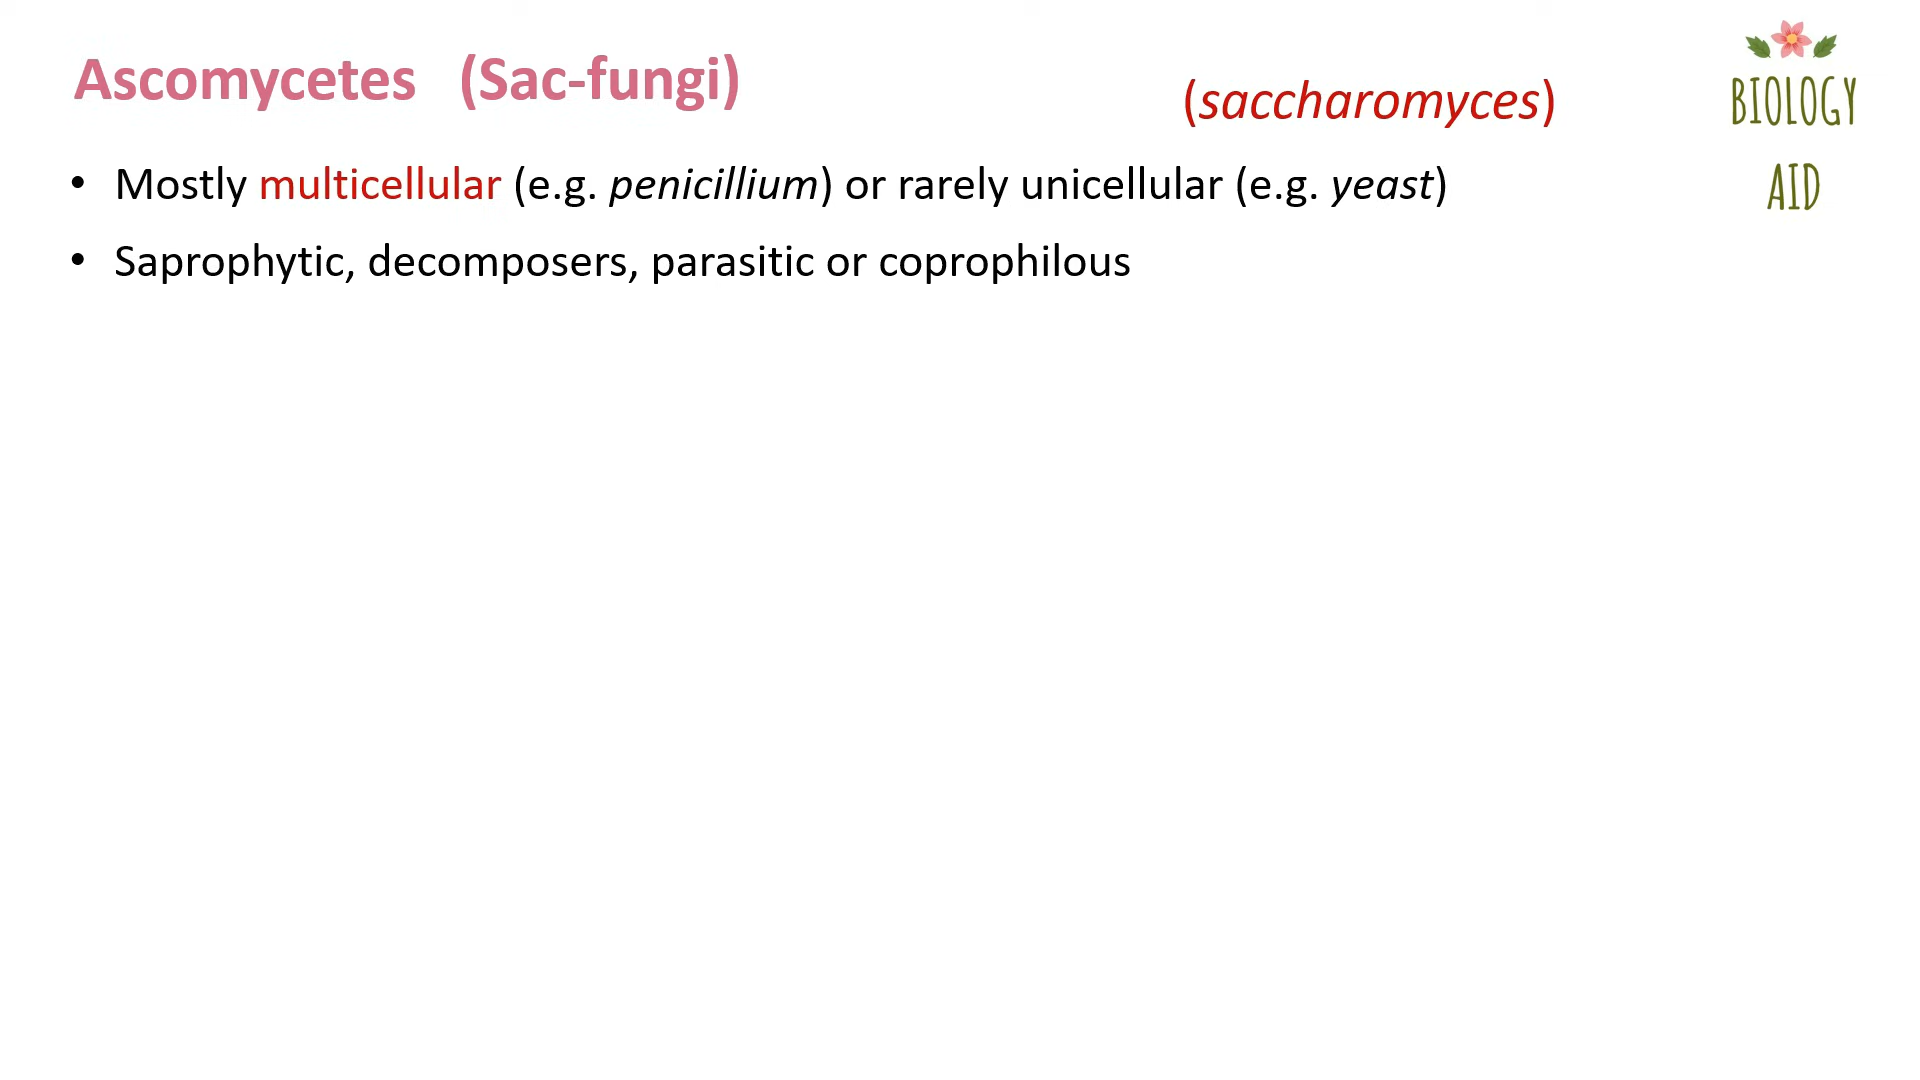 Ascomycetes (Sac-fungi)
(saccharomyces)
BIOLOGY
AID
• Mostly multicellular (e.g. penicillium) or rarely unicellular (e.g. yeast)
• Saprophytic, decomposers, parasitic or coprophilous